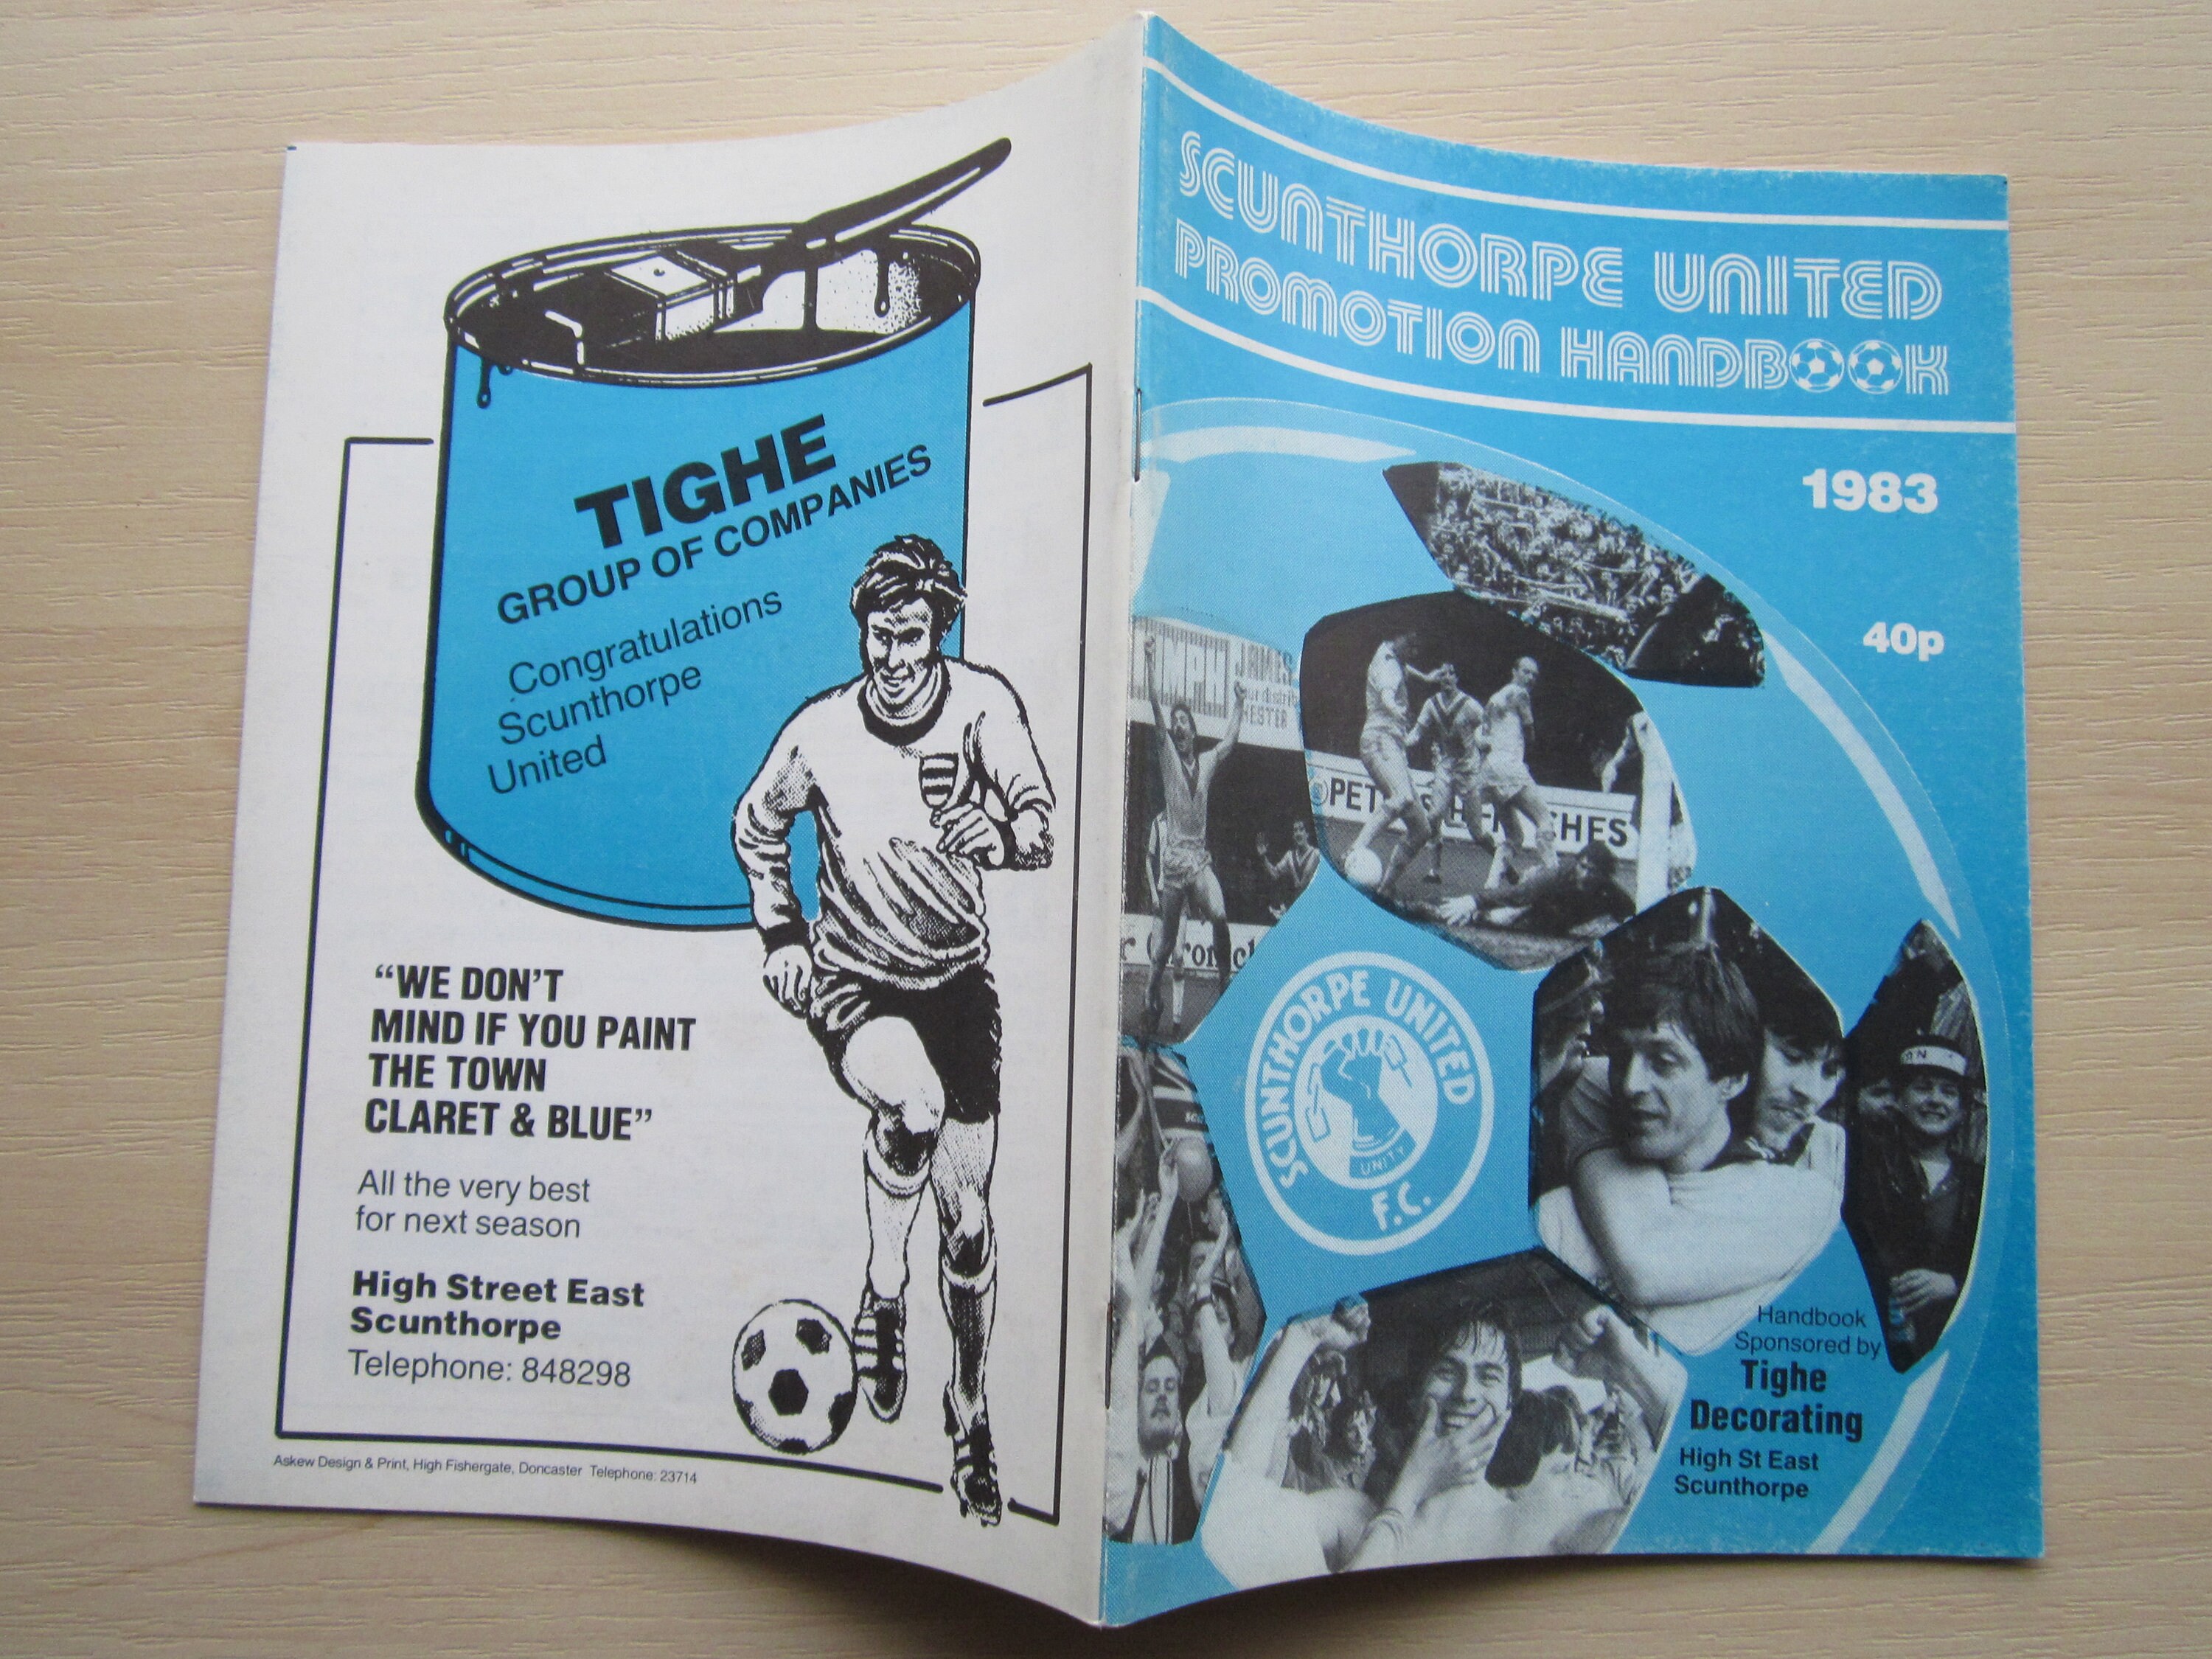 TIGHE
GROUP OF COMPANIES
Congratulations
Scunthorpe
United
“WE DON'T
MIND IF YOU PAINT
THE TOWN
CLARET & BLUE”
All the very best
for next season
High Street East
Scunthorpe
Telephone: 848298
Askew Design & Print, High Fishergate, Doncaster Telephone: 23714
SCUNTHORPE UNITED
PROMOTION HANDBOOK
1983
40p
JAMES
SCUNTHORPE UNITED
F.C.
UNITY
Handbook
Sponsored by
Tighe
Decorating
High St East
Scunthorpe